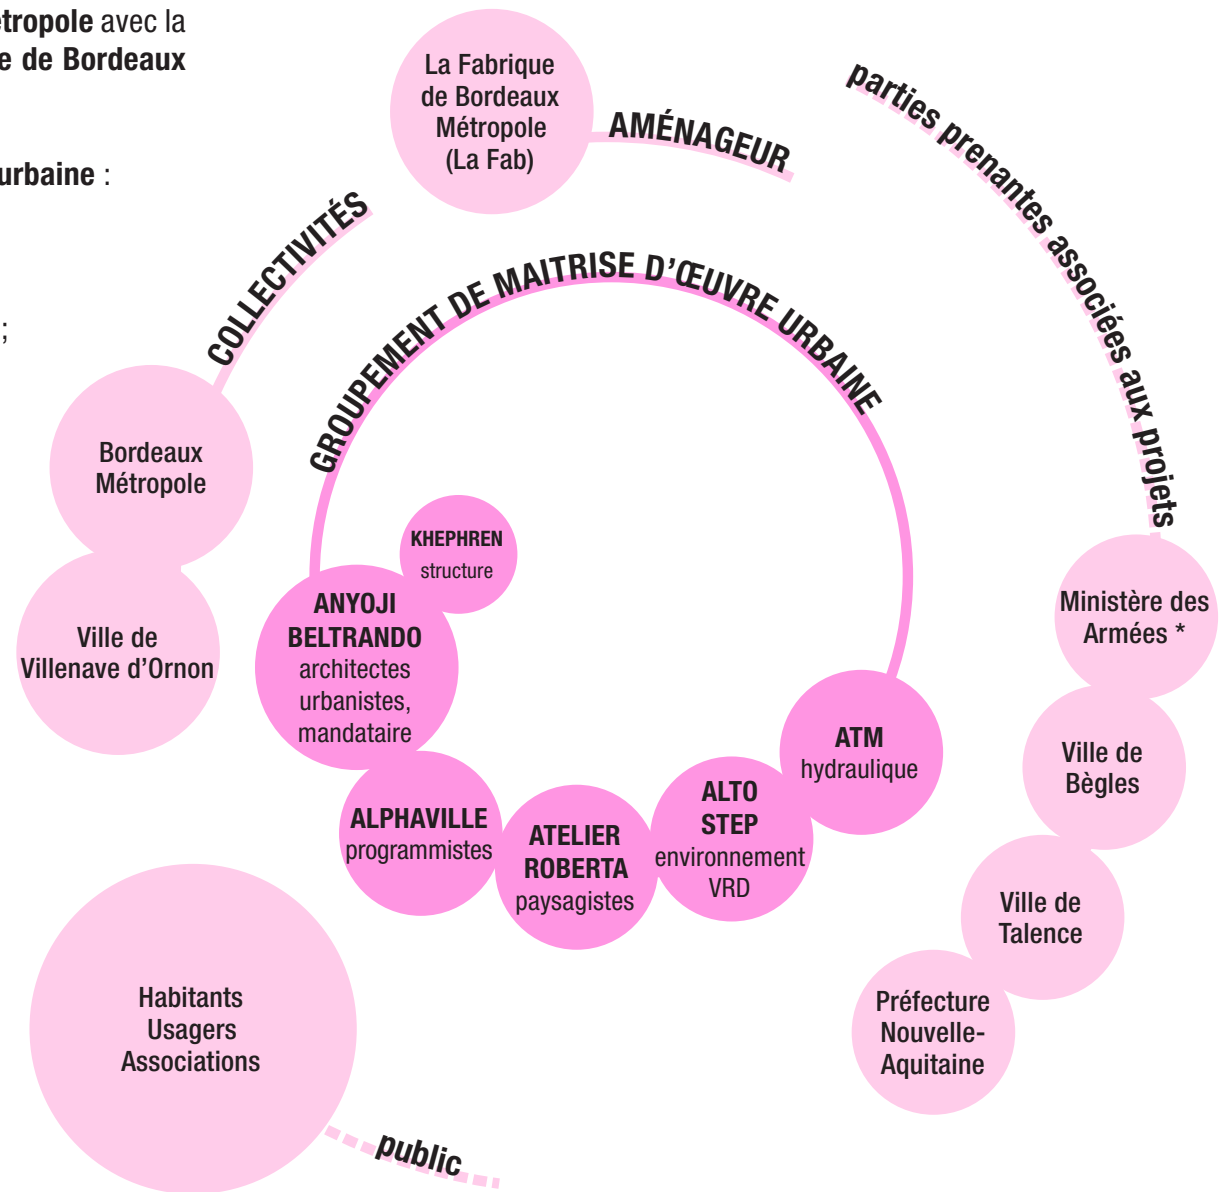 étropole avec la
e de Bordeaux
urbaine :
;
La Fabrique
de Bordeaux
Métropole
(La Fab)
AMÉNAGEUR
parties prenantes associées aux projets
COLLECTIVITÉS
GROUPEMENT DE MAITRISE D’ŒUVRE URBAINE
Bordeaux
Métropole
Ville de
Villenave d’Ornon
KHEPHREN
structure
ANYOJI
BELTRANDO
architectes
urbanistes,
mandataire
ALPHAVILLE
programmistes
ATELIER
ROBERTA
paysagistes
ALTO
STEP
environnement
VRD
ATM
hydraulique
Ministère des
Armées *
Ville de
Bègles
Ville de
Talence
Préfecture
Nouvelle-
Aquitaine
Habitants
Usagers
Associations
public